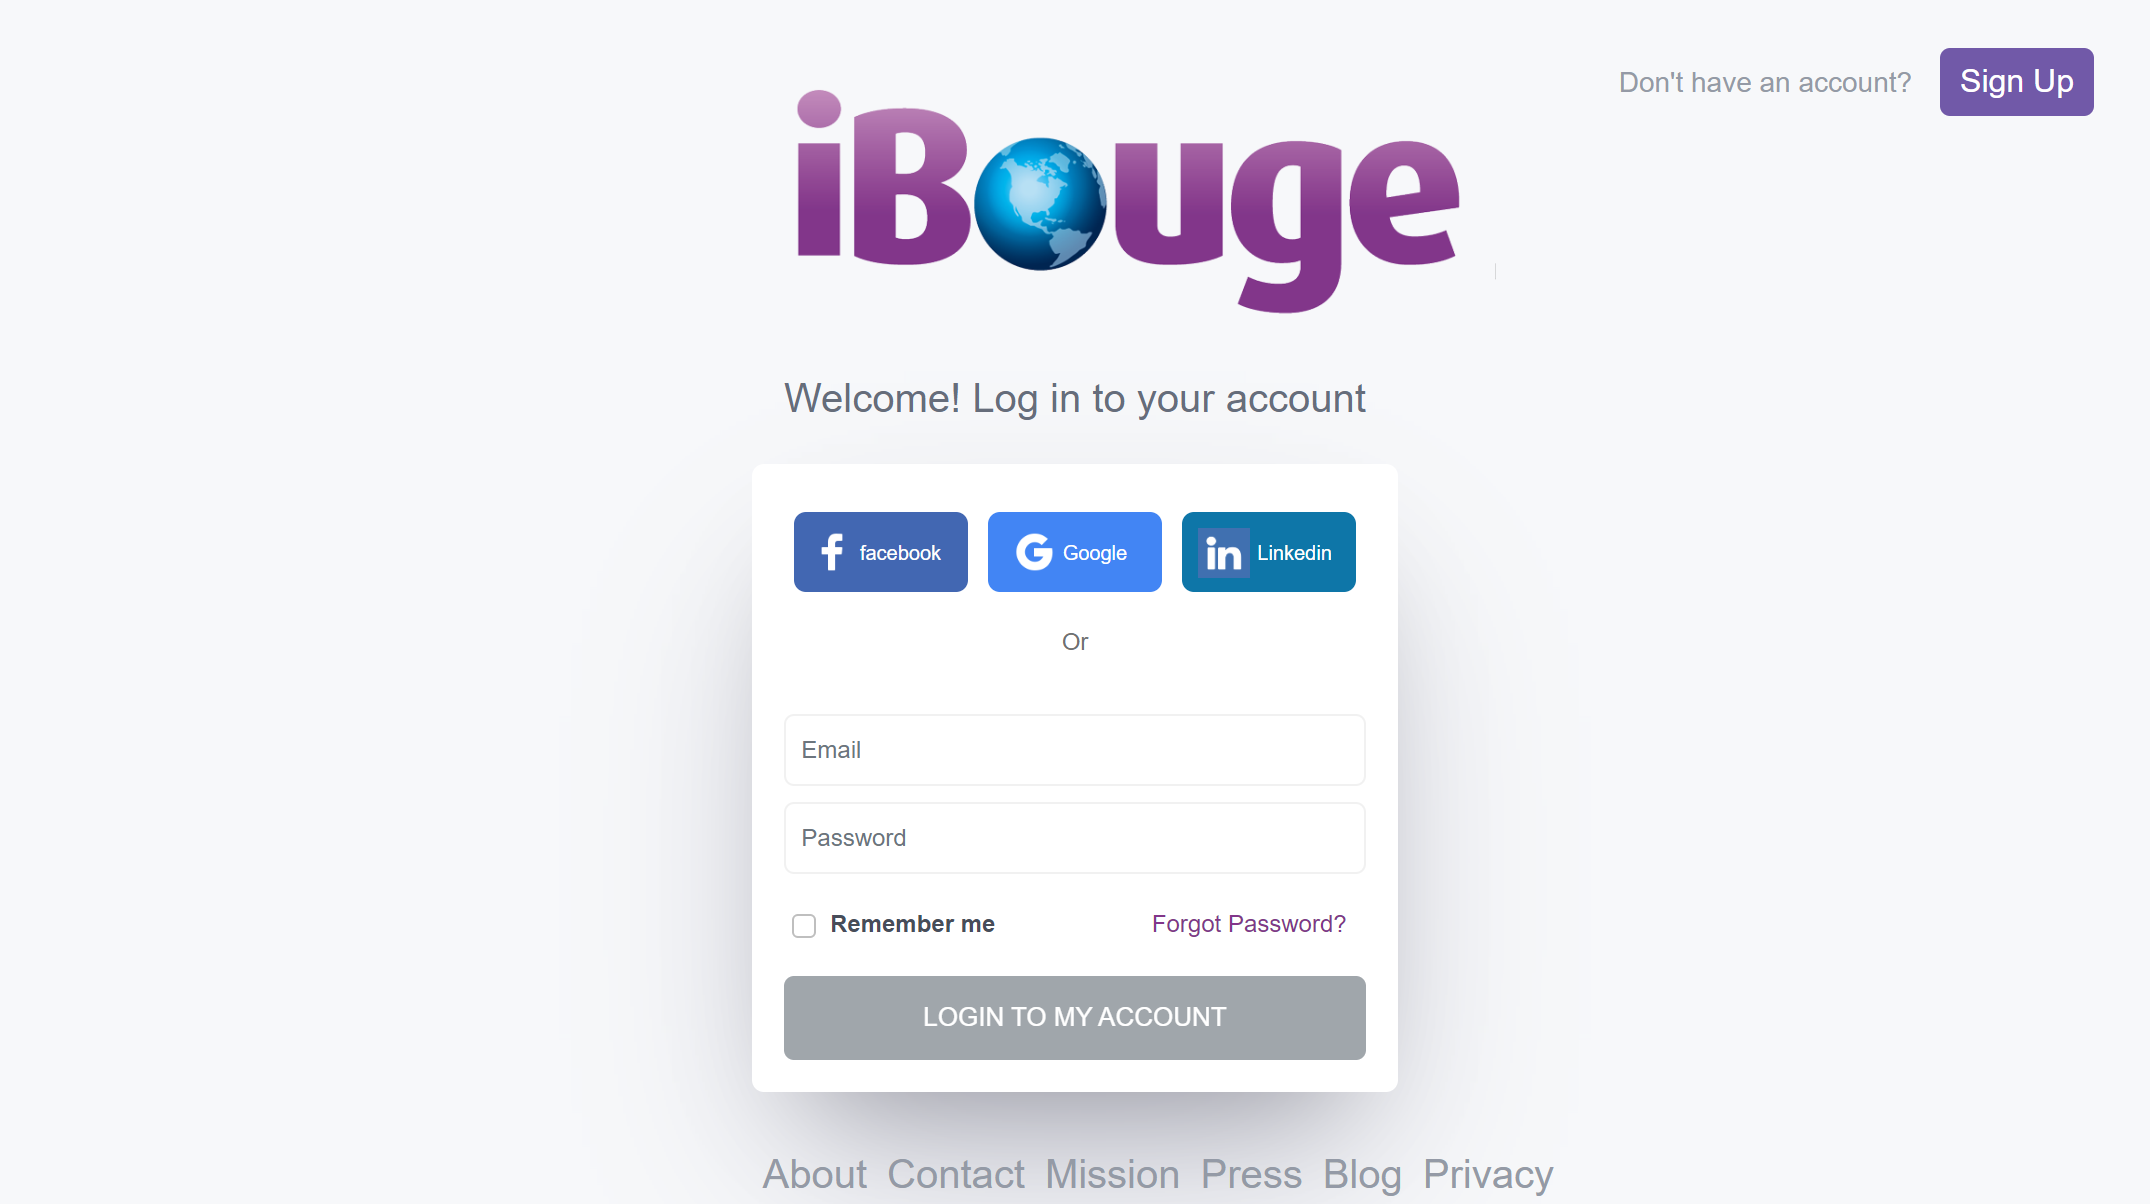 Don't have an account? Sign Up
iBouge
Welcome! Log in to your account
facebook Google Linkedin
Or
Email
Password
Remember me Forgot Password?
LOGIN TO MY ACCOUNT
About Contact Mission Press Blog Privacy